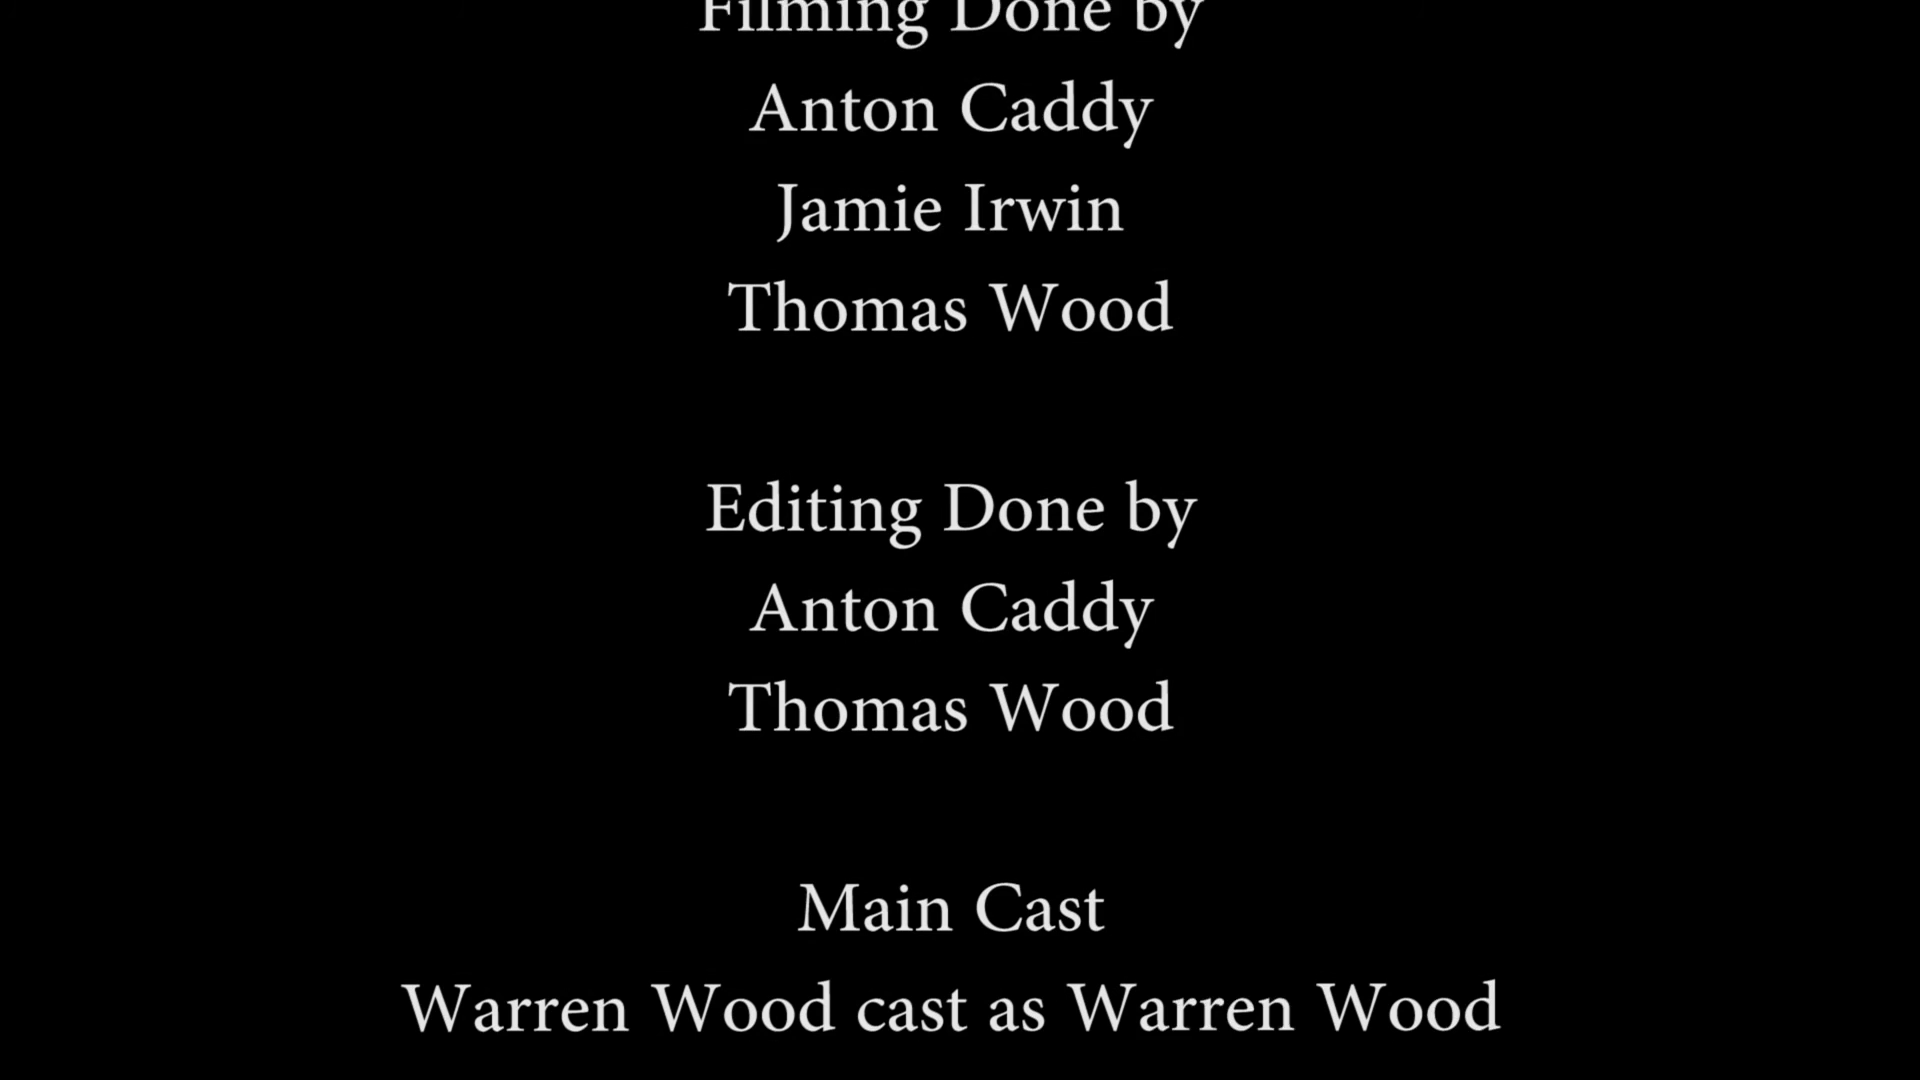 Filming Done by
Anton Caddy
Jamie Irwin
Thomas Wood
Editing Done by
Anton Caddy
Thomas Wood
Main Cast
Warren Wood cast as Warren Wood